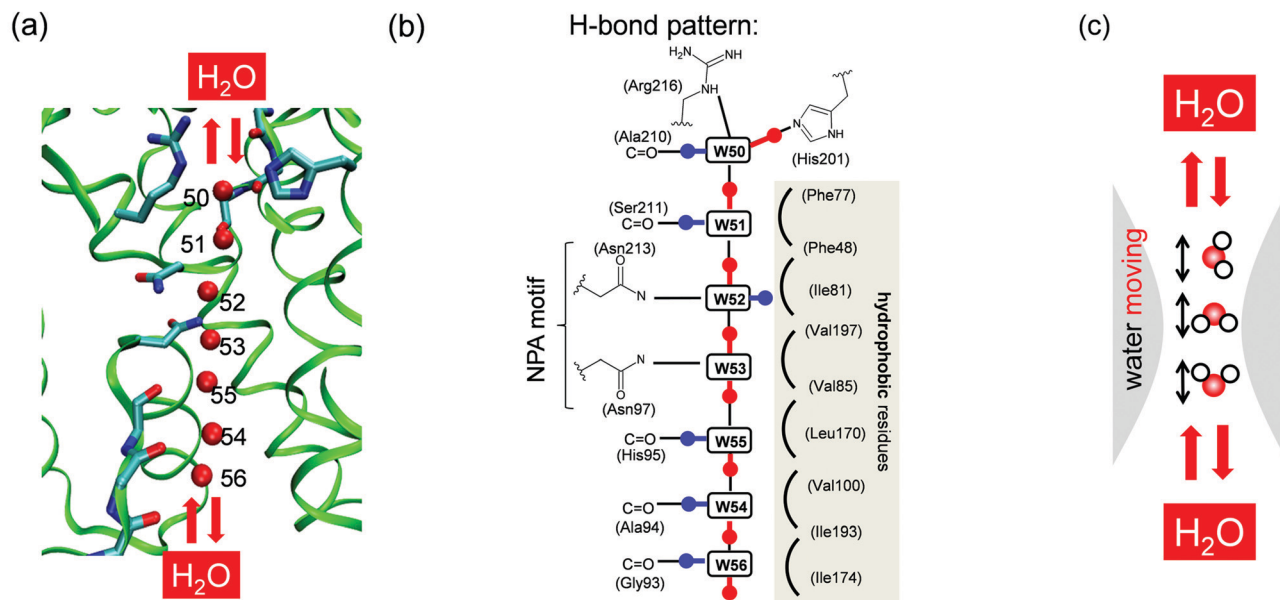 (a)
H2O
50
51
52
53
55
54
56
H2O
(b)
H-bond pattern:
H2N
NH
(Arg216)
NH
(Ala210)
C=O
W50
N
NH
(His201)
(Ser211)
C=O
W51
(Asn213)
O
N
W52
NPA motif
N
W53
O
(Asn97)
C=O
W55
(His95)
C=O
W54
(Ala94)
C=O
W56
(Gly93)
(Phe77)
(Phe48)
(Ile81)
(Val197)
(Val85)
(Leu170)
(Val100)
(Ile193)
(Ile174)
hydrophobic residues
(c)
H2O
water moving
H2O